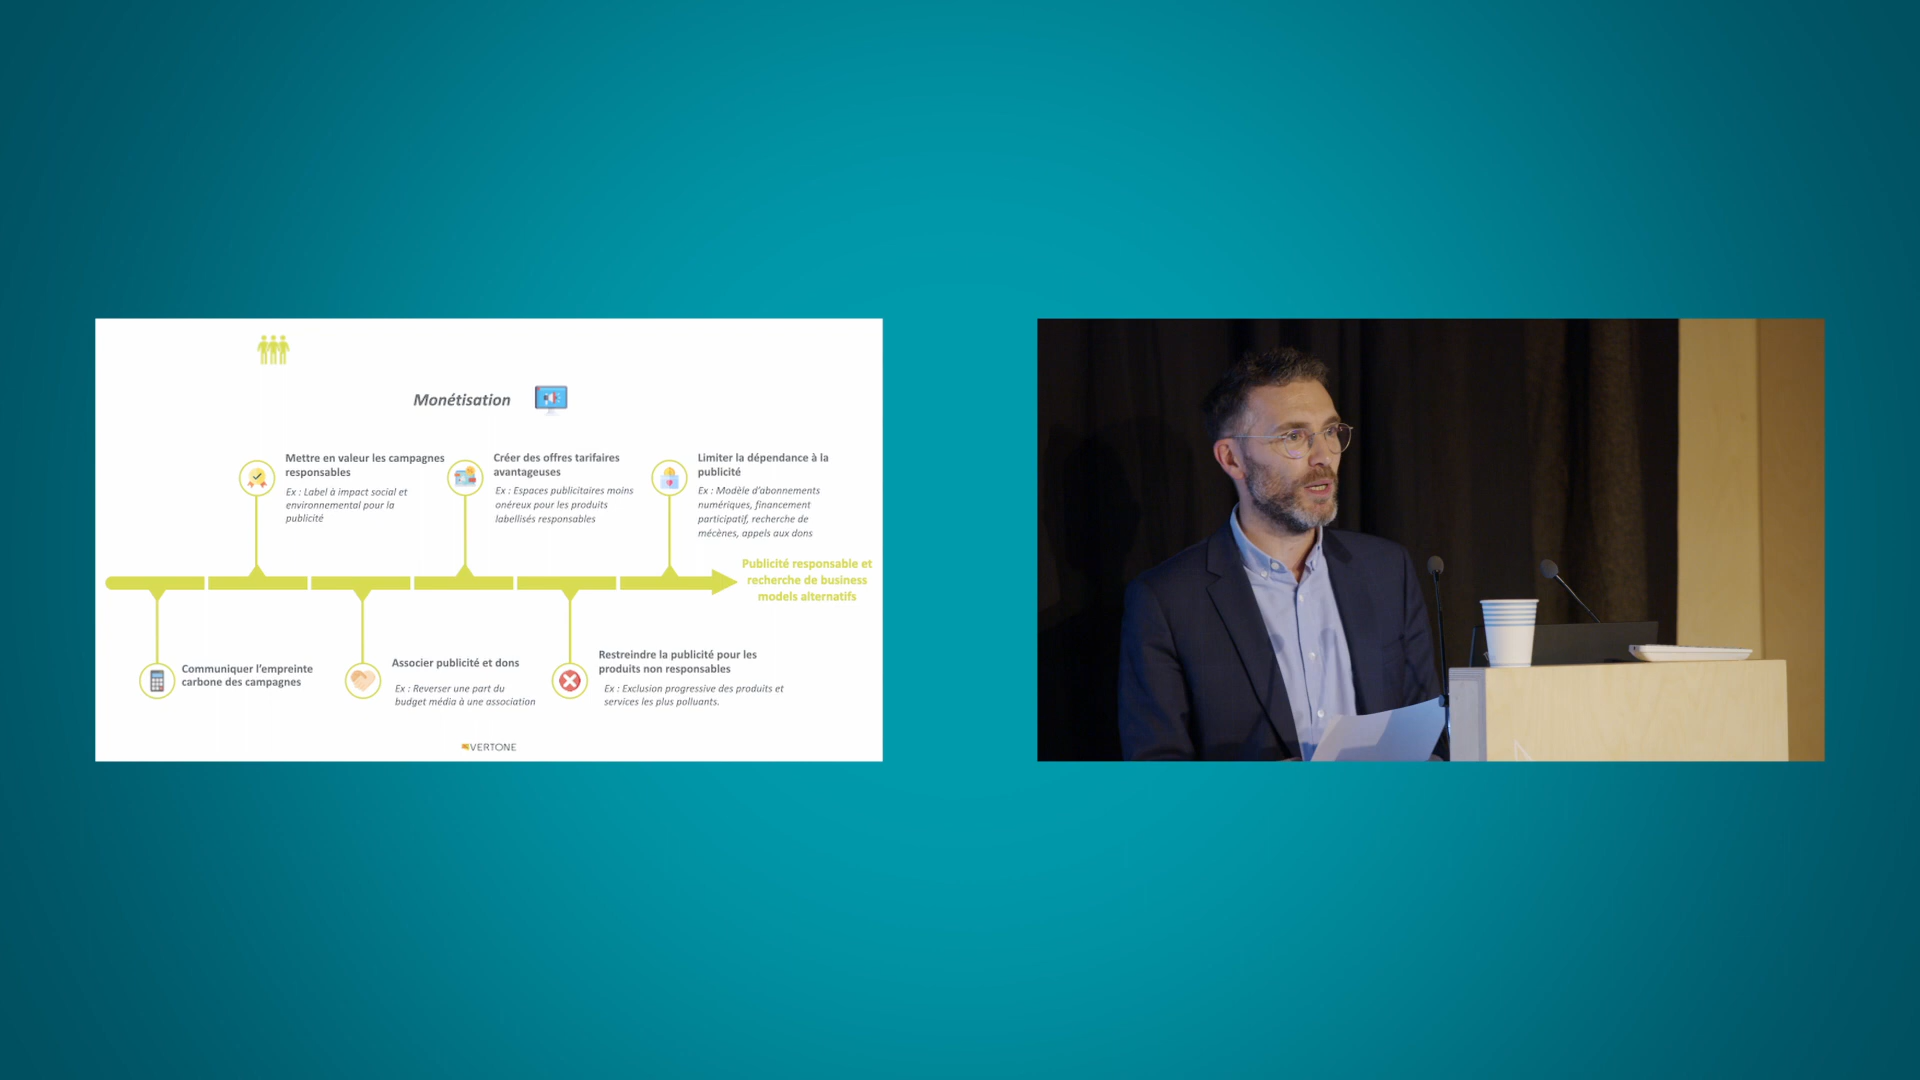 Monétisation
Mettre en valeur les campagnes
responsables
Ex : Label à impact social et
environnemental pour la
publicité
Créer des offres tarifaires
avantageuses
Ex : Espaces publicitaires moins
onéreux pour les produits
labellisés responsables
Limiter la dépendance à la
publicité
Ex : Modèle d’abonnements
numériques, financement
participatif, recherche de
mécènes, appels aux dons
Publicité responsable et
recherche de business
models alternatifs
Communiquer l’empreinte
carbone des campagnes
Associer publicité et dons
Ex : Reverser une part du
budget média à une association
Restreindre la publicité pour les
produits non responsables
Ex : Exclusion progressive des produits et
services les plus polluants.
VERTONE